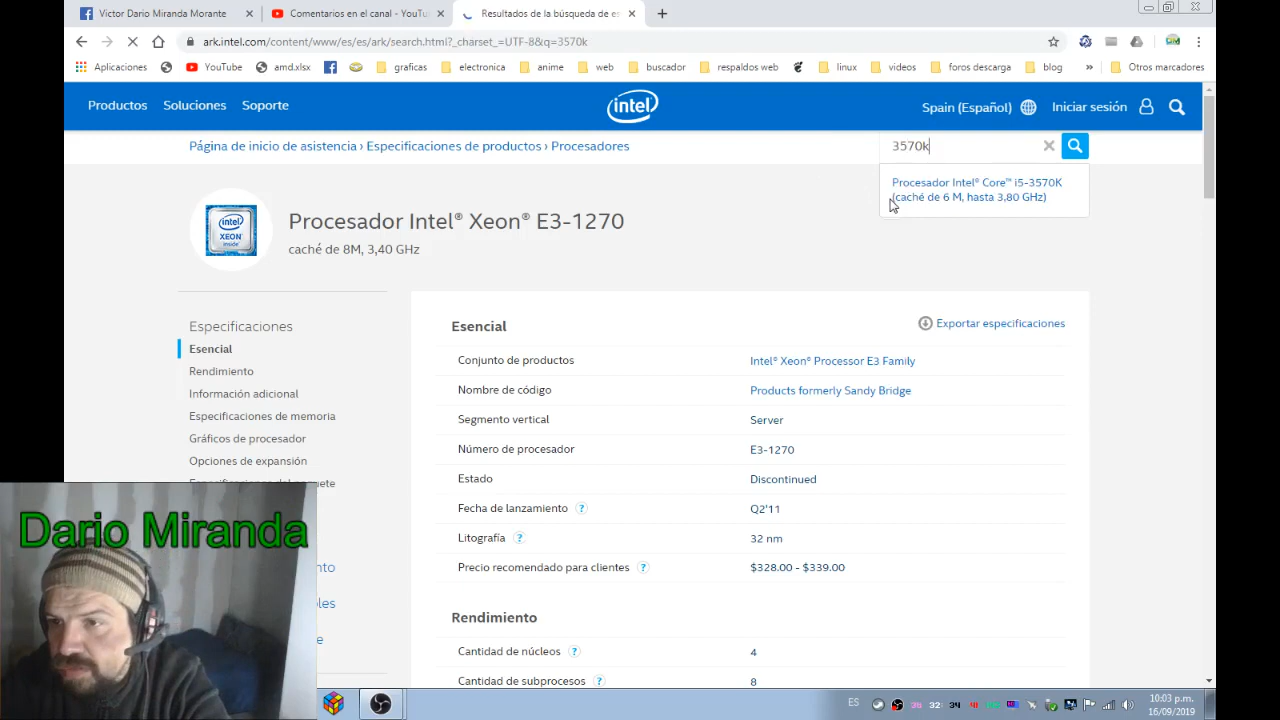 Victor Dario Miranda Morante
Comentarios en el canal - YouTu
Resultados de la búsqueda de es
ark.intel.com/content/www/es/es/ark/search.html?_charset_=UTF-8&q=3570k
Aplicaciones
YouTube
amd.xlsx
graficas
electronica
anime
web
buscador
respaldos web
linux
videos
foros descarga
blog
»
Otros marcadores
Productos
Soluciones
Soporte
intel
Spain (Español)
Iniciar sesión
Página de inicio de asistencia › Especificaciones de productos › Procesadores
3570k
Procesador Intel® Core™ i5-3570K
(caché de 6 M, hasta 3,80 GHz)
intel
XEON
inside™
Procesador Intel® Xeon® E3-1270
caché de 8M, 3,40 GHz
Especificaciones
Esencial
Rendimiento
Información adicional
Especificaciones de memoria
Gráficos de procesador
Opciones de expansión
Esencial
Exportar especificaciones
Conjunto de productos
Intel® Xeon® Processor E3 Family
Nombre de código
Products formerly Sandy Bridge
Segmento vertical
Server
Número de procesador
E3-1270
Estado
Discontinued
Fecha de lanzamiento ?
Q2'11
Litografía ?
32 nm
Precio recomendado para clientes ?
$328.00 - $339.00
Rendimiento
Cantidad de núcleos ?
4
Cantidad de subprocesos ?
8
Dario Miranda
ES
32
34
10:03 p.m.
16/09/2019